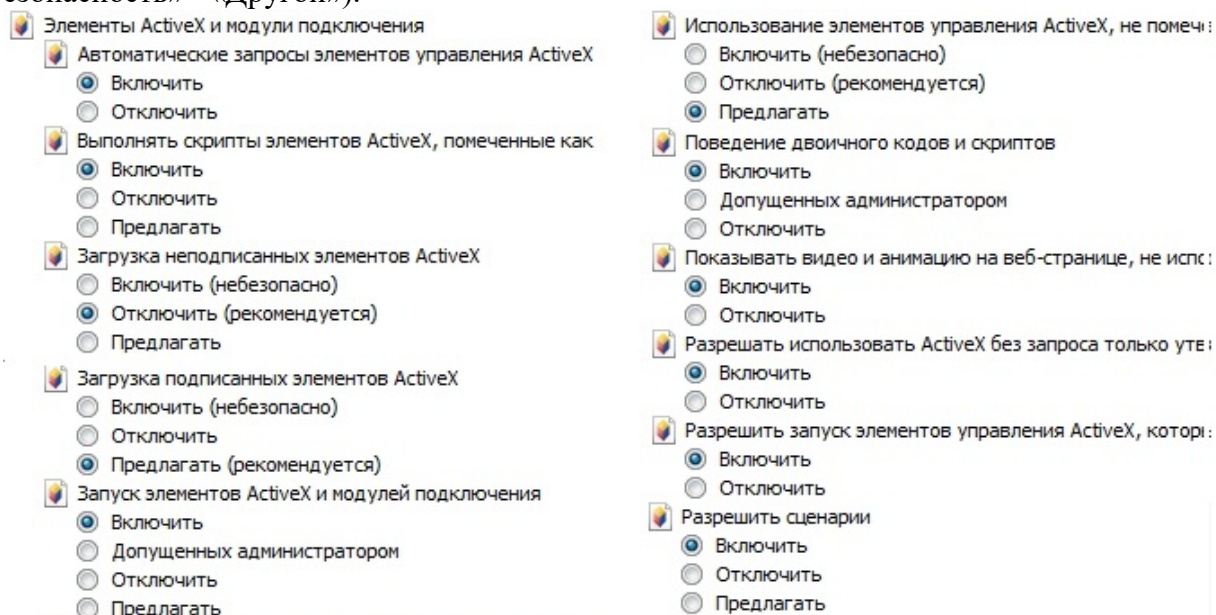 езопасность» «Другой»).
Элементы ActiveX и модули подключения
Автоматические запросы элементов управления ActiveX
Включить
Отключить
Выполнять скрипты элементов ActiveX, помеченные как
Включить
Отключить
Предлагать
Загрузка неподписанных элементов ActiveX
Включить (небезопасно)
Отключить (рекомендуется)
Предлагать
Загрузка подписанных элементов ActiveX
Включить (небезопасно)
Отключить
Предлагать (рекомендуется)
Запуск элементов ActiveX и модулей подключения
Включить
Допущенных администратором
Отключить
Предлагать
Использование элементов управления ActiveX, не помеч
Включить (небезопасно)
Отключить (рекомендуется)
Предлагать
Поведение двоичного кодов и скриптов
Включить
Допущенных администратором
Отключить
Показывать видео и анимацию на веб-странице, не испо
Включить
Отключить
Разрешать использовать ActiveX без запроса только утв
Включить
Отключить
Разрешить запуск элементов управления ActiveX, котор
Включить
Отключить
Разрешить сценарии
Включить
Отключить
Предлагать